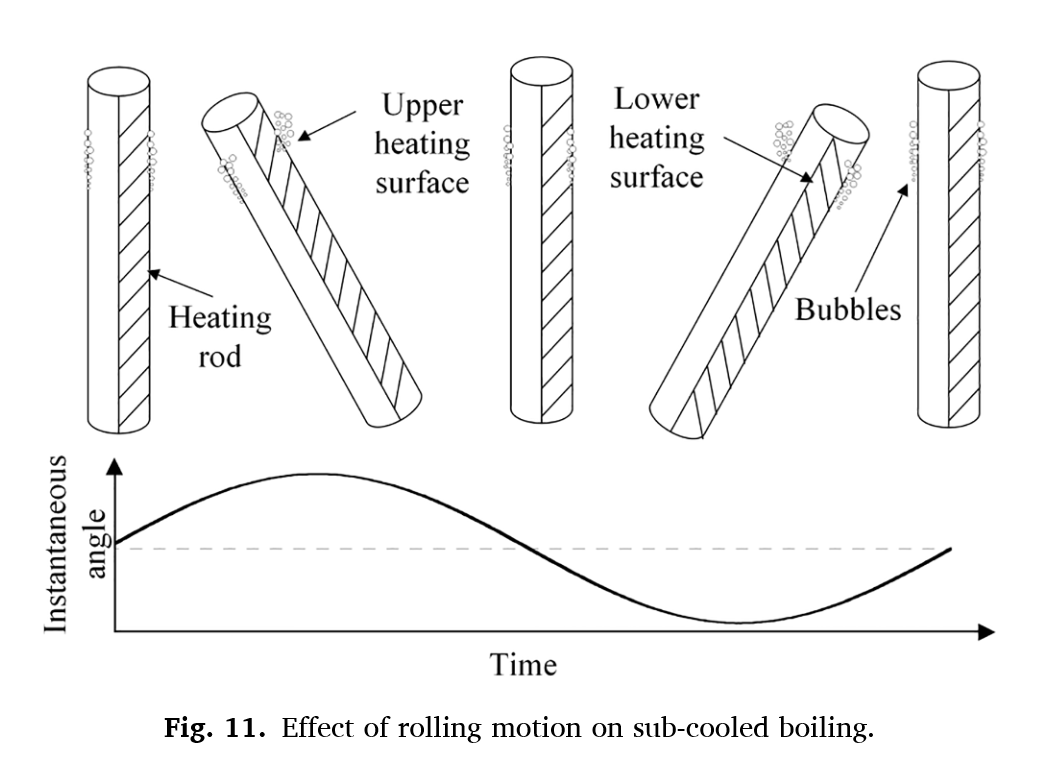 Upper
heating
surface
Lower
heating
surface
Heating
rod
Bubbles
Instantaneous
angle
Time
Fig. 11. Effect of rolling motion on sub-cooled boiling.